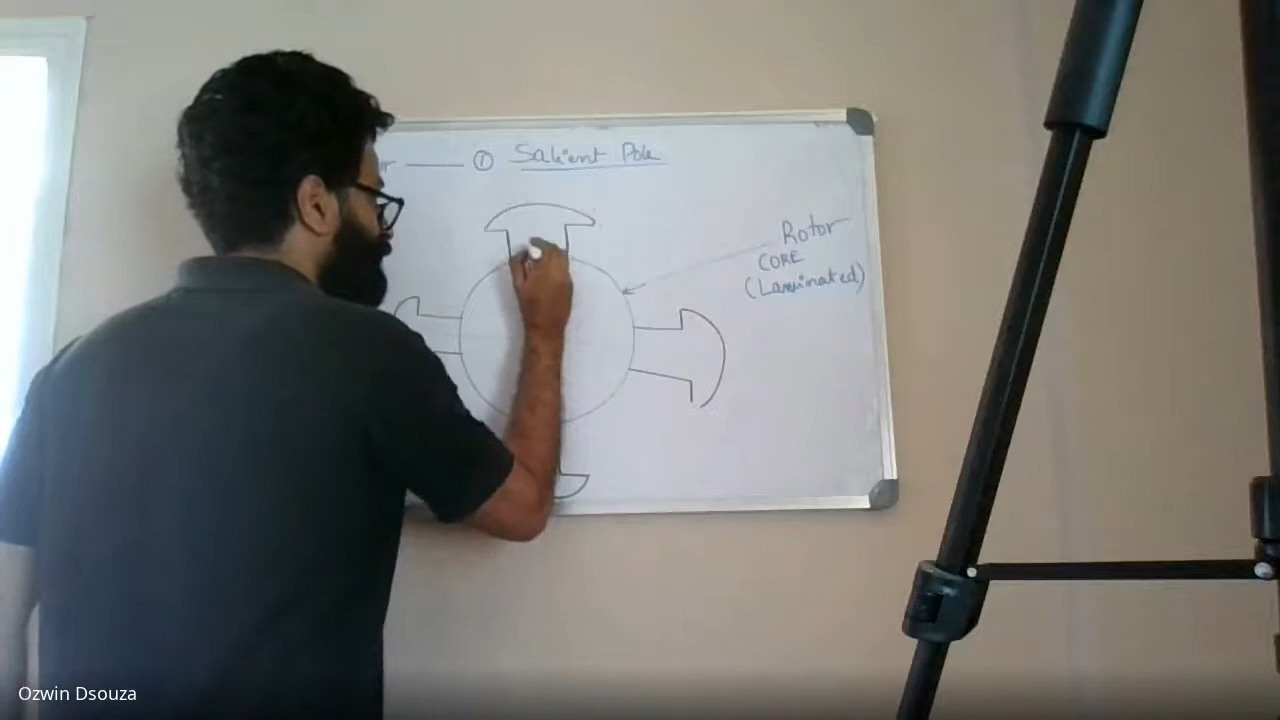 ① Salient Pole
Rotor
CORE
(Laminated)
Ozwin Dsouza